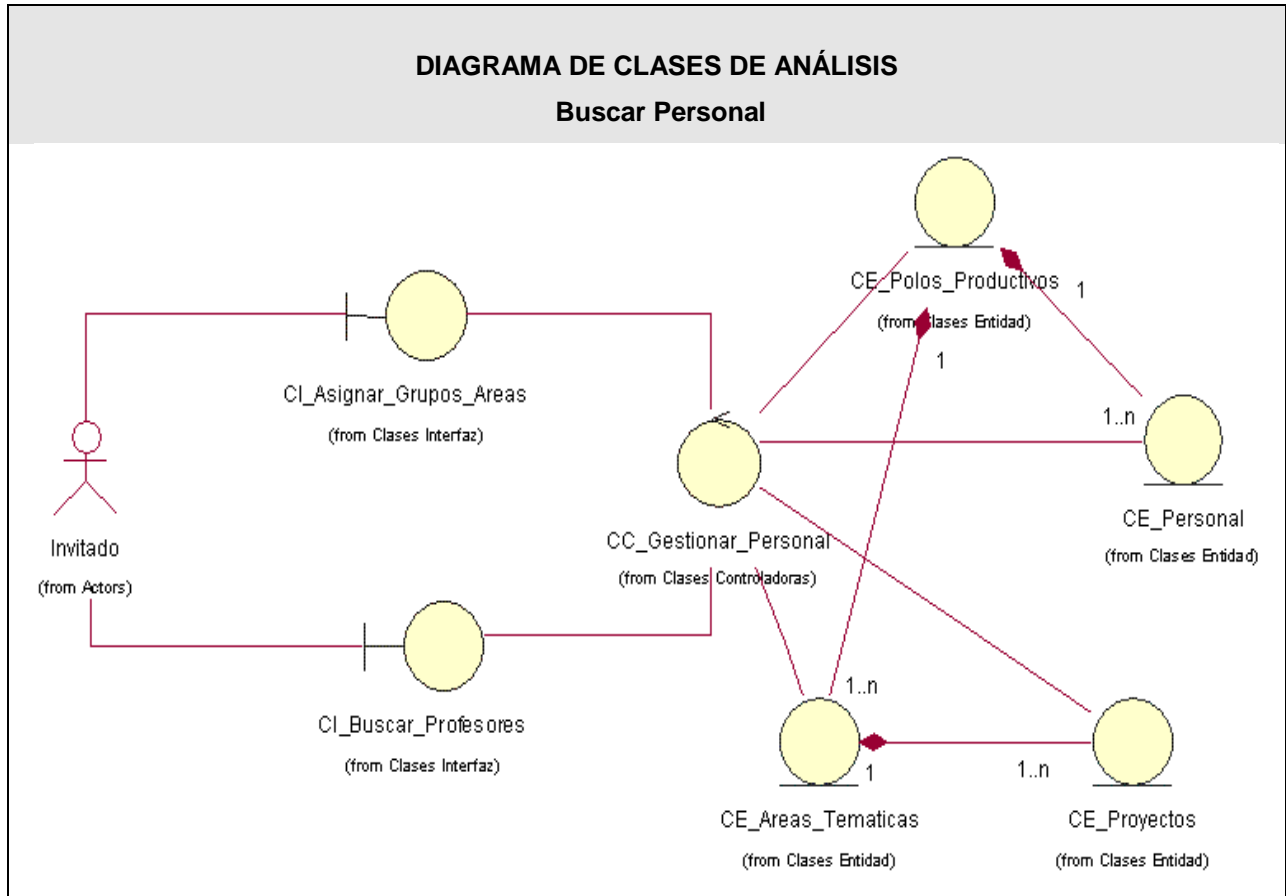 DIAGRAMA DE CLASES DE ANÁLISIS
Buscar Personal
CE_Polos_Productivos
(from Clases Entidad)
1
1
CI_Asignar_Grupos_Areas
(from Clases Interfaz)
1..n
CE_Personal
(from Clases Entidad)
Invitado
(from Actors)
CC_Gestionar_Personal
(from Clases Controladoras)
CI_Buscar_Profesores
(from Clases Interfaz)
1..n
1
1..n
CE_Areas_Tematicas
(from Clases Entidad)
CE_Proyectos
(from Clases Entidad)